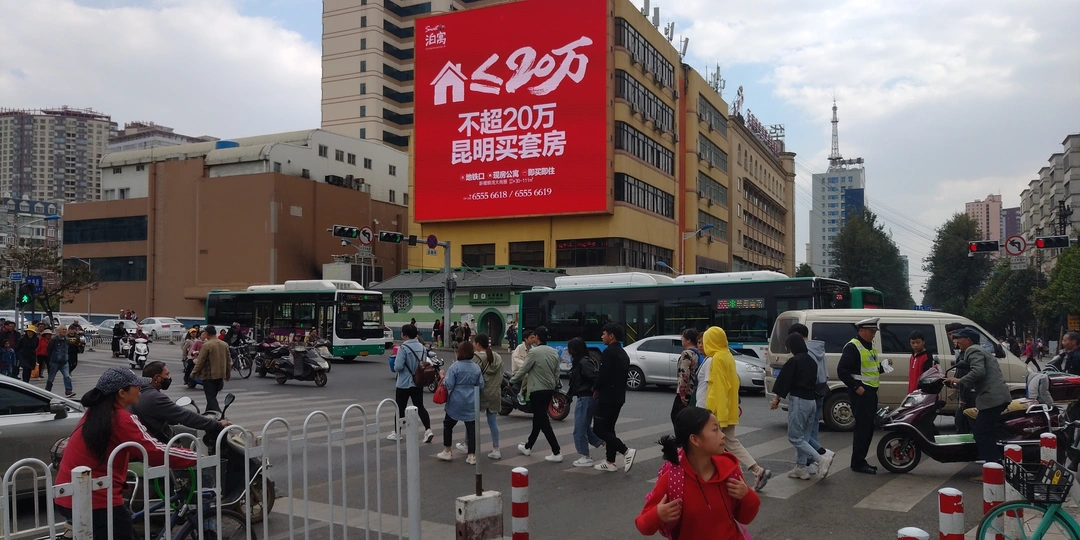 泊寓
≤20万
不超20万
昆明买套房
地铁口 现房公寓 即买即住
6555 6618 / 6555 6619